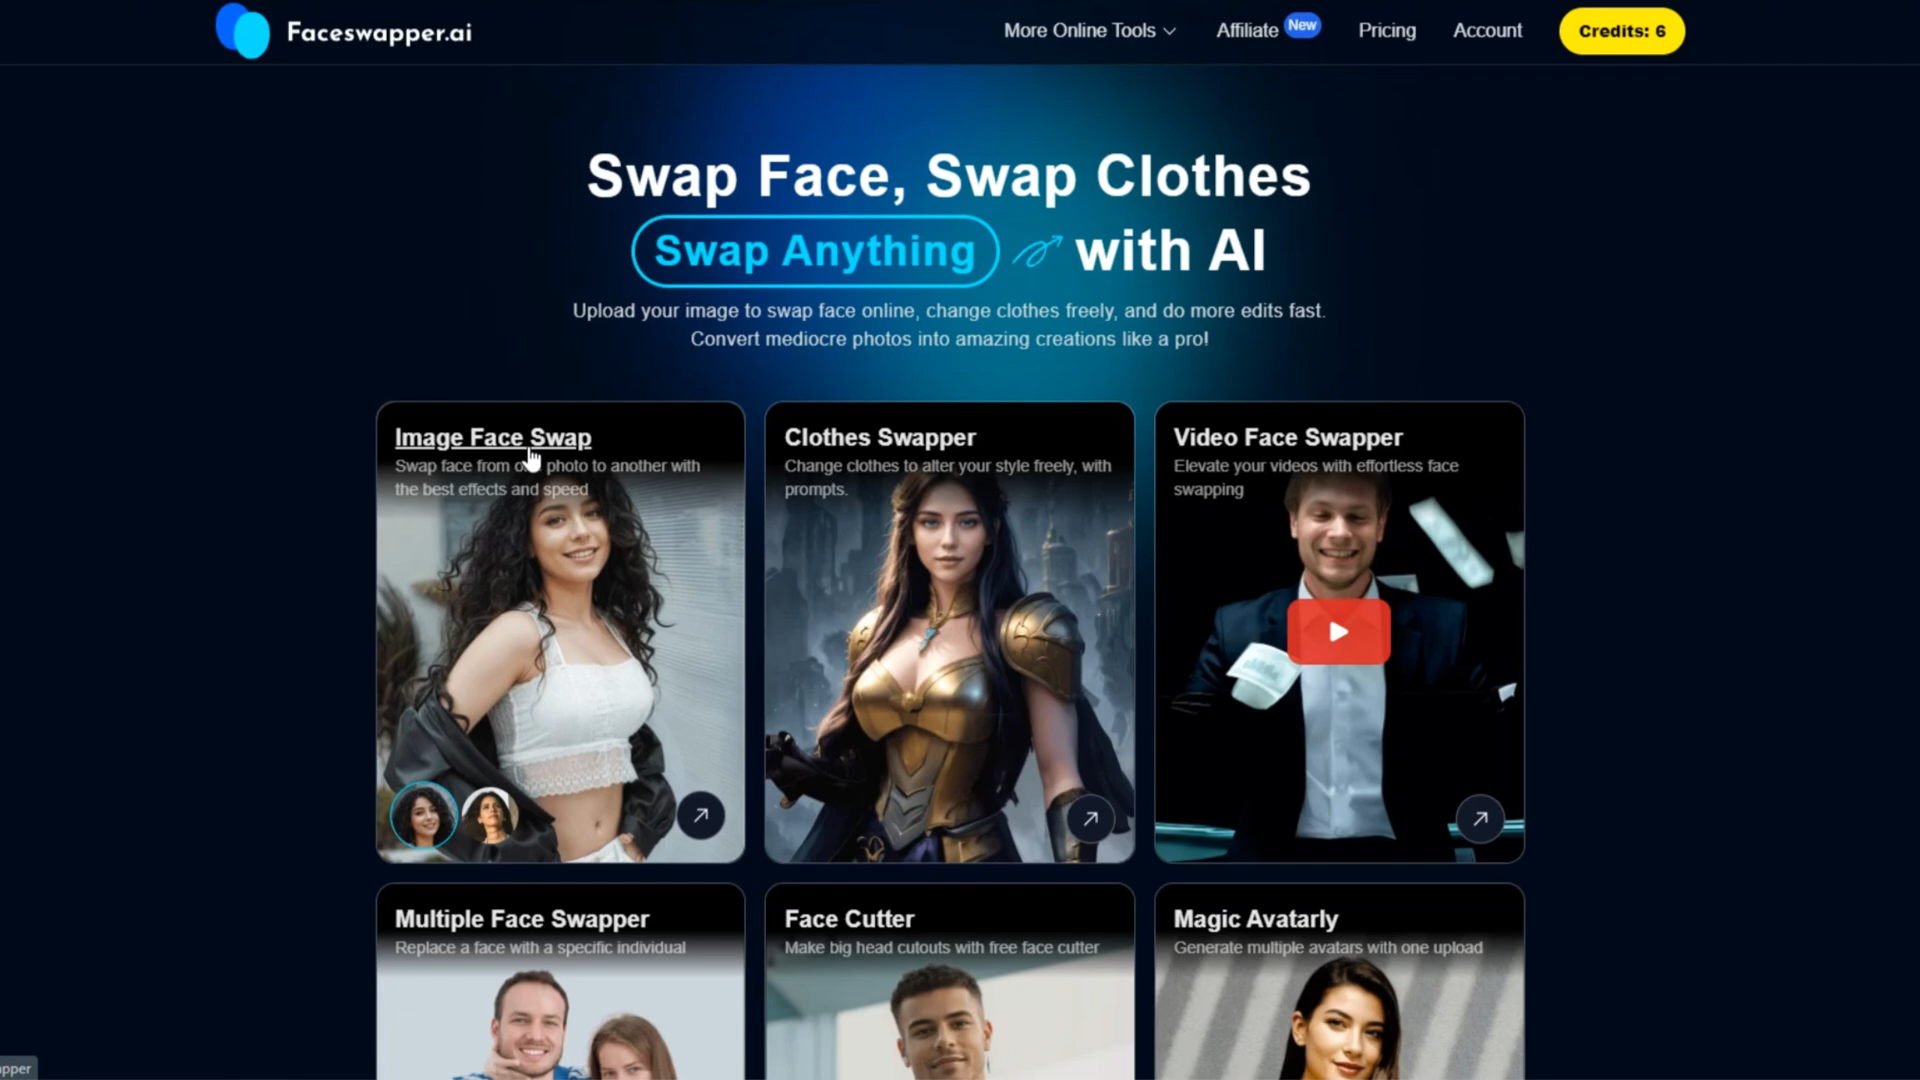 Faceswapper.ai
More Online Tools
Affiliate New
Pricing
Account
Credits: 6
Swap Face, Swap Clothes
Swap Anything with AI
Upload your image to swap face online, change clothes freely, and do more edits fast.
Convert mediocre photos into amazing creations like a pro!
Image Face Swap
Swap face from photo to another with
the best effects and speed
Clothes Swapper
Change clothes to alter your style freely, with
prompts.
Video Face Swapper
Elevate your videos with effortless face
swapping
Multiple Face Swapper
Replace a face with a specific individual
Face Cutter
Make big head cutouts with free face cutter
Magic Avatarly
Generate multiple avatars with one upload
pper